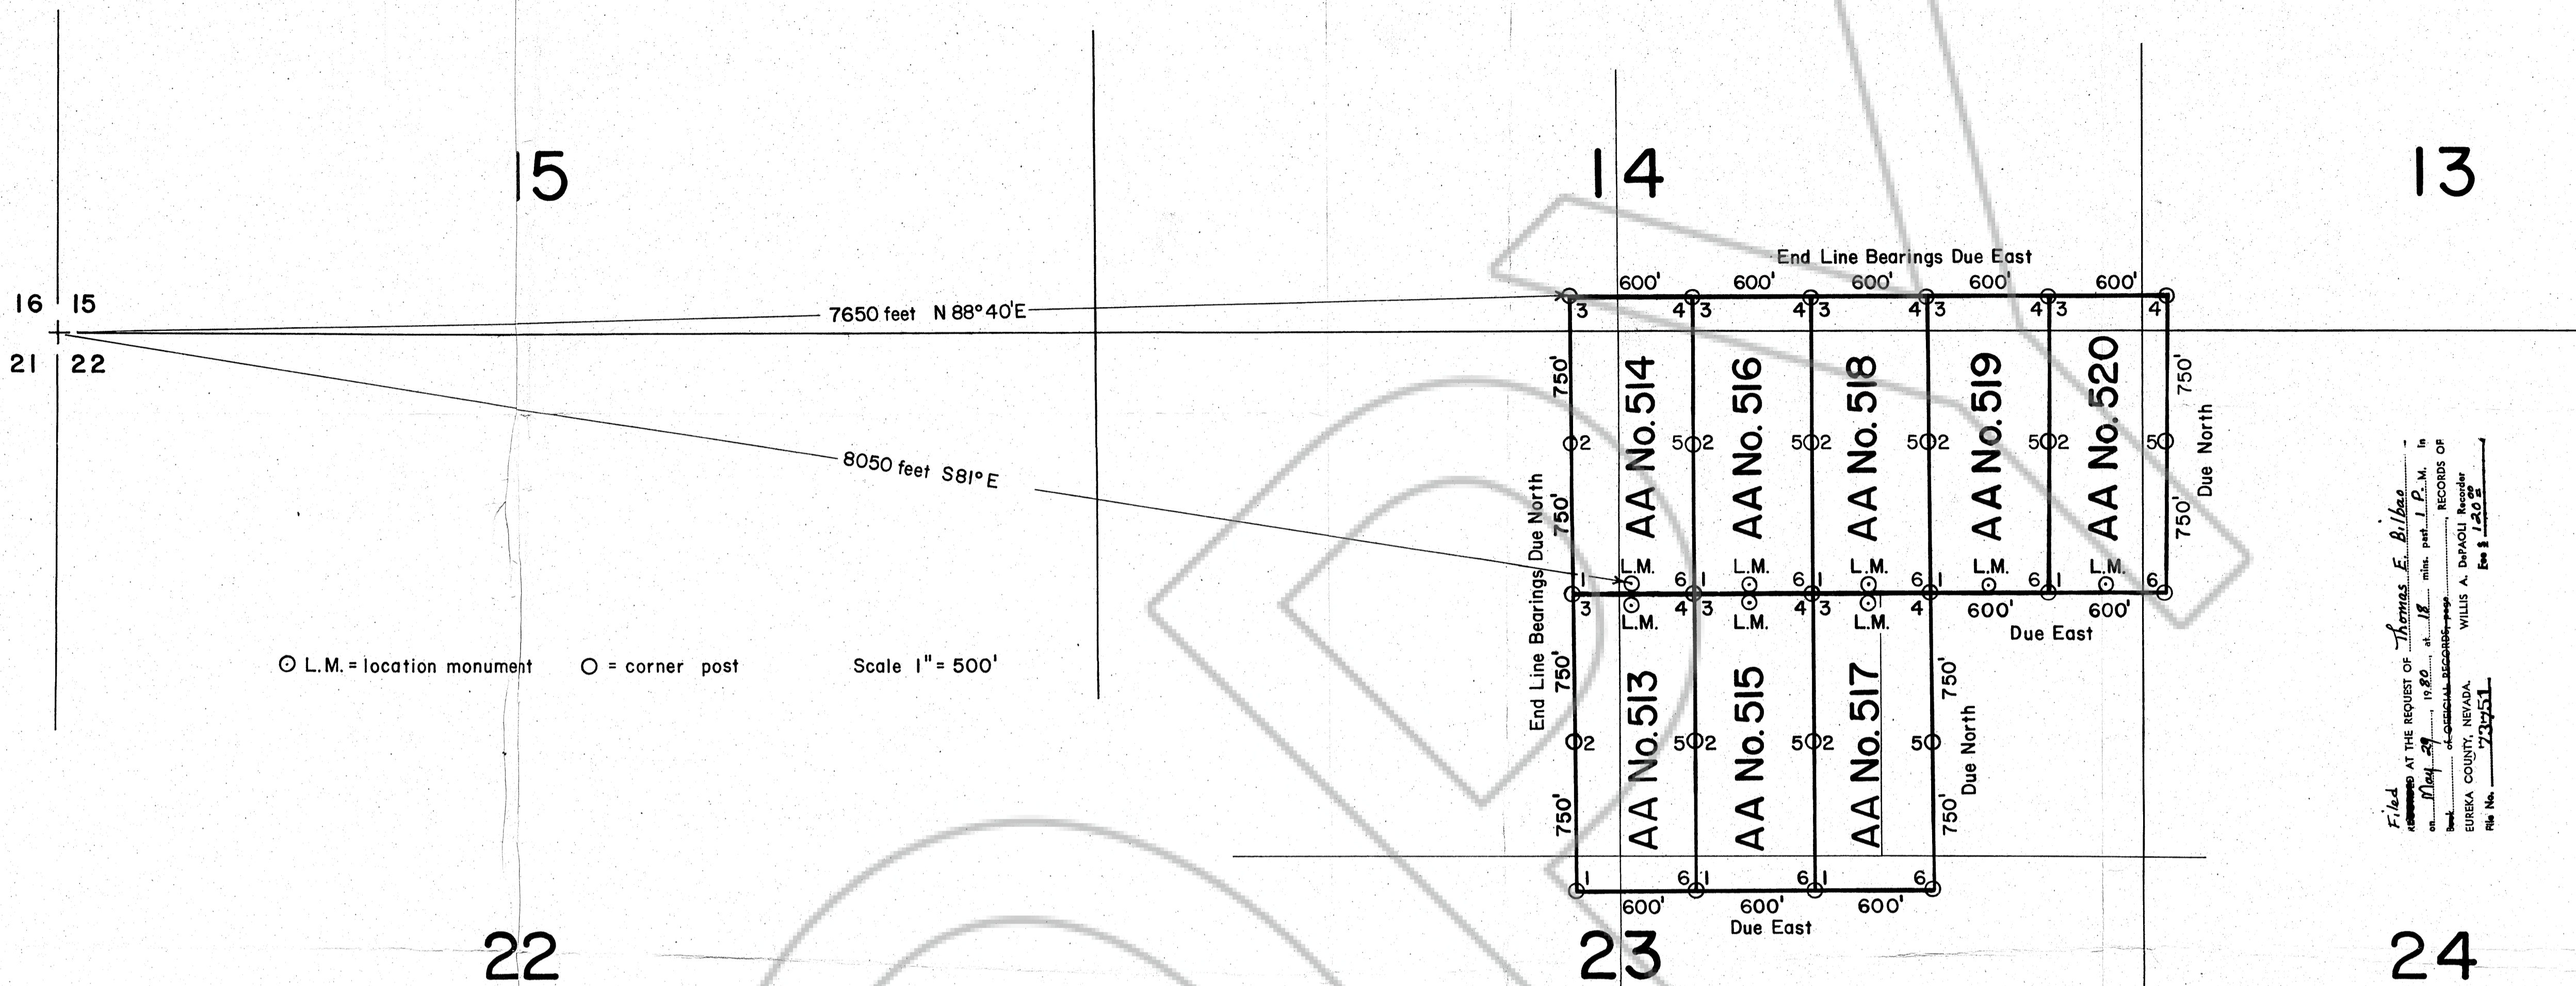 15
14
13
16 15
21 22
7650 feet N 88°40'E
8050 feet S81°E
End Line Bearings Due East
600' 600' 600' 600' 600'
3 4 3 4 3 4 3 4 3 4
750'
750'
2 5 2 5 2 5 2 5 2 5
750'
750'
Due North
End Line Bearings Due North
AA No. 514
AA No. 516
AA No. 518
AA No. 519
AA No. 520
L.M. L.M. L.M. L.M. L.M.
1 6 1 6 1 6 1 6 1 6
3 4 3 4 3 4
L.M. L.M. L.M.
600' 600'
Due East
AA No. 513
AA No. 515
AA No. 517
750'
750'
2 5 2 5 2 5
750'
750'
Due North
1 6 1 6 1 6
600' 600' 600'
Due East
⊙ L.M. = location monument ○ = corner post Scale 1" = 500'
22
23
24
Filed
AT THE REQUEST OF Thomas E. Bilbao
on May 29, 1980, at 18 mins. past 1 P. M. In
Book of OFFICIAL RECORDS, page , RECORDS OF
EUREKA COUNTY, NEVADA. WILLIS A. DePAOLI Recorder
File No. 73751 Fee $ 120.00